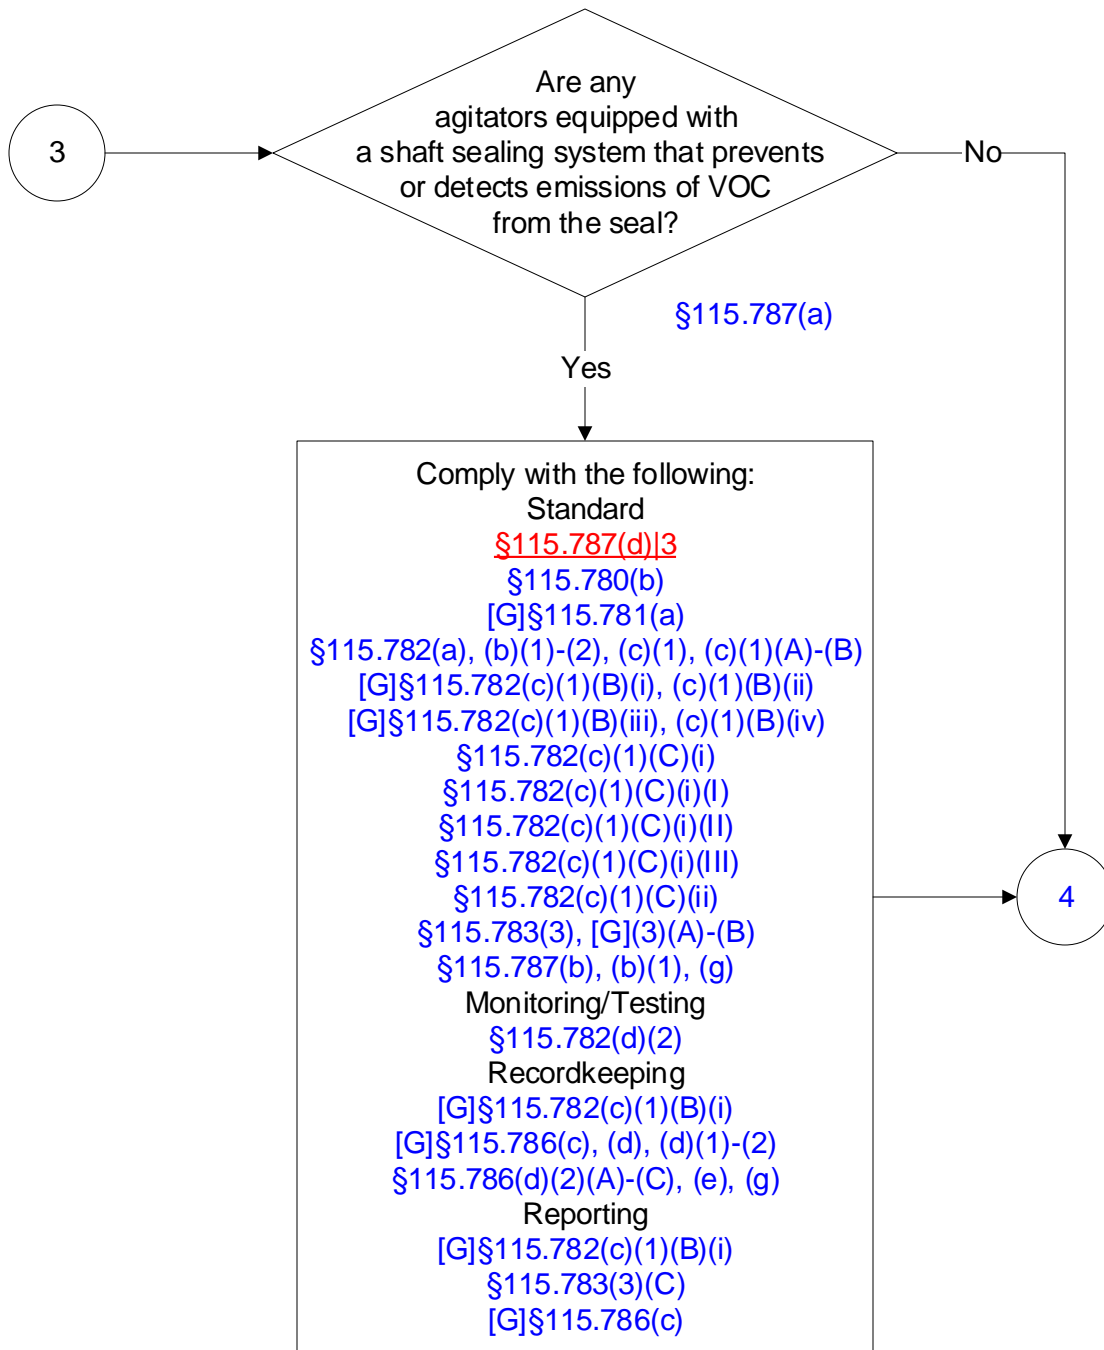 3
Are any
agitators equipped with
a shaft sealing system that prevents
or detects emissions of VOC
from the seal?
No
§115.787(a)
Yes
Comply with the following:
Standard
§115.787(d)|3
§115.780(b)
[G]§115.781(a)
§115.782(a), (b)(1)-(2), (c)(1), (c)(1)(A)-(B)
[G]§115.782(c)(1)(B)(i), (c)(1)(B)(ii)
[G]§115.782(c)(1)(B)(iii), (c)(1)(B)(iv)
§115.782(c)(1)(C)(i)
§115.782(c)(1)(C)(i)(I)
§115.782(c)(1)(C)(i)(II)
§115.782(c)(1)(C)(i)(III)
§115.782(c)(1)(C)(ii)
§115.783(3), [G](3)(A)-(B)
§115.787(b), (b)(1), (g)
Monitoring/Testing
§115.782(d)(2)
Recordkeeping
[G]§115.782(c)(1)(B)(i)
[G]§115.786(c), (d), (d)(1)-(2)
§115.786(d)(2)(A)-(C), (e), (g)
Reporting
[G]§115.782(c)(1)(B)(i)
§115.783(3)(C)
[G]§115.786(c)
4